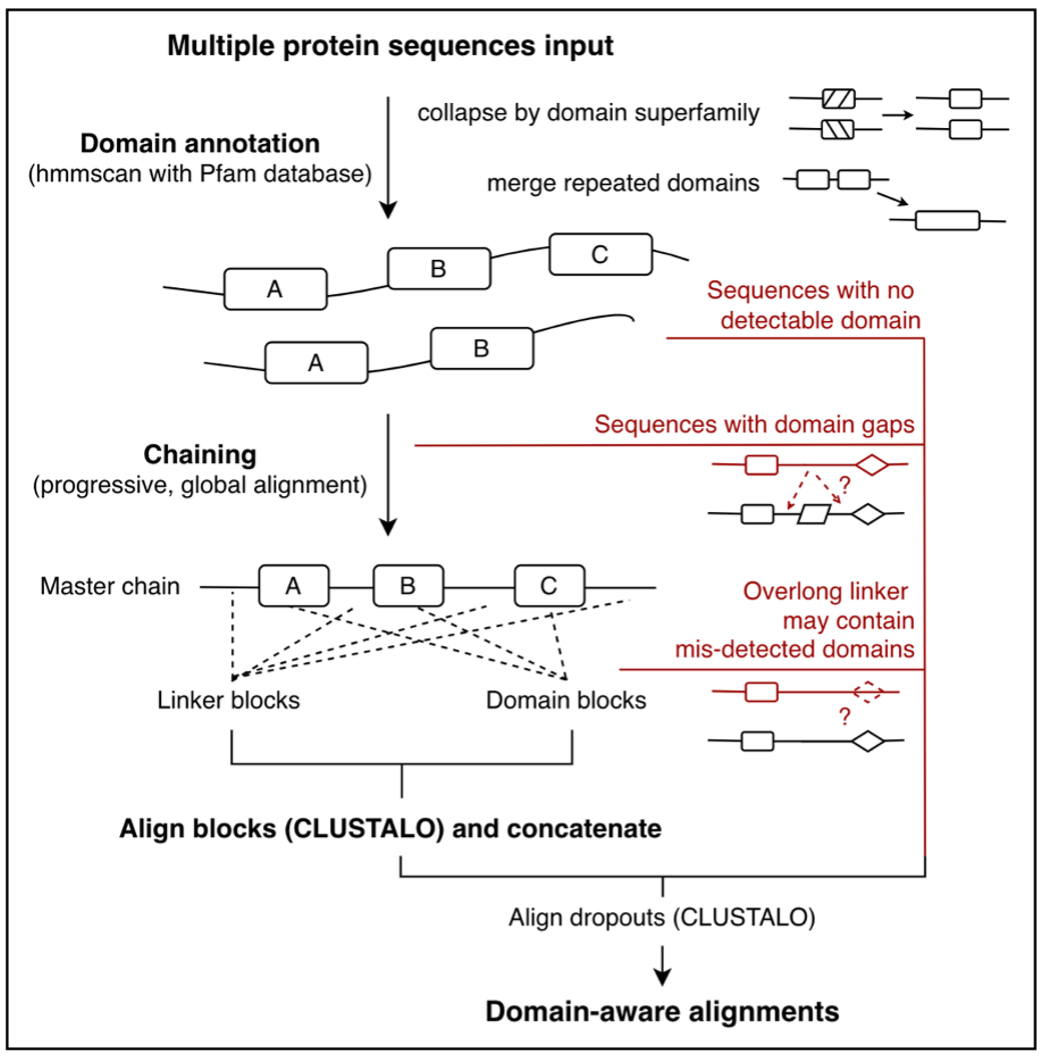 Multiple protein sequences input
collapse by domain superfamily
Domain annotation
(hmmscan with Pfam database)
merge repeated domains
A
B
C
Sequences with no
detectable domain
A
B
Sequences with domain gaps
Chaining
(progressive, global alignment)
?
Master chain
A
B
C
Overlong linker
may contain
mis-detected domains
Linker blocks
Domain blocks
?
Align blocks (CLUSTALO) and concatenate
Align dropouts (CLUSTALO)
Domain-aware alignments